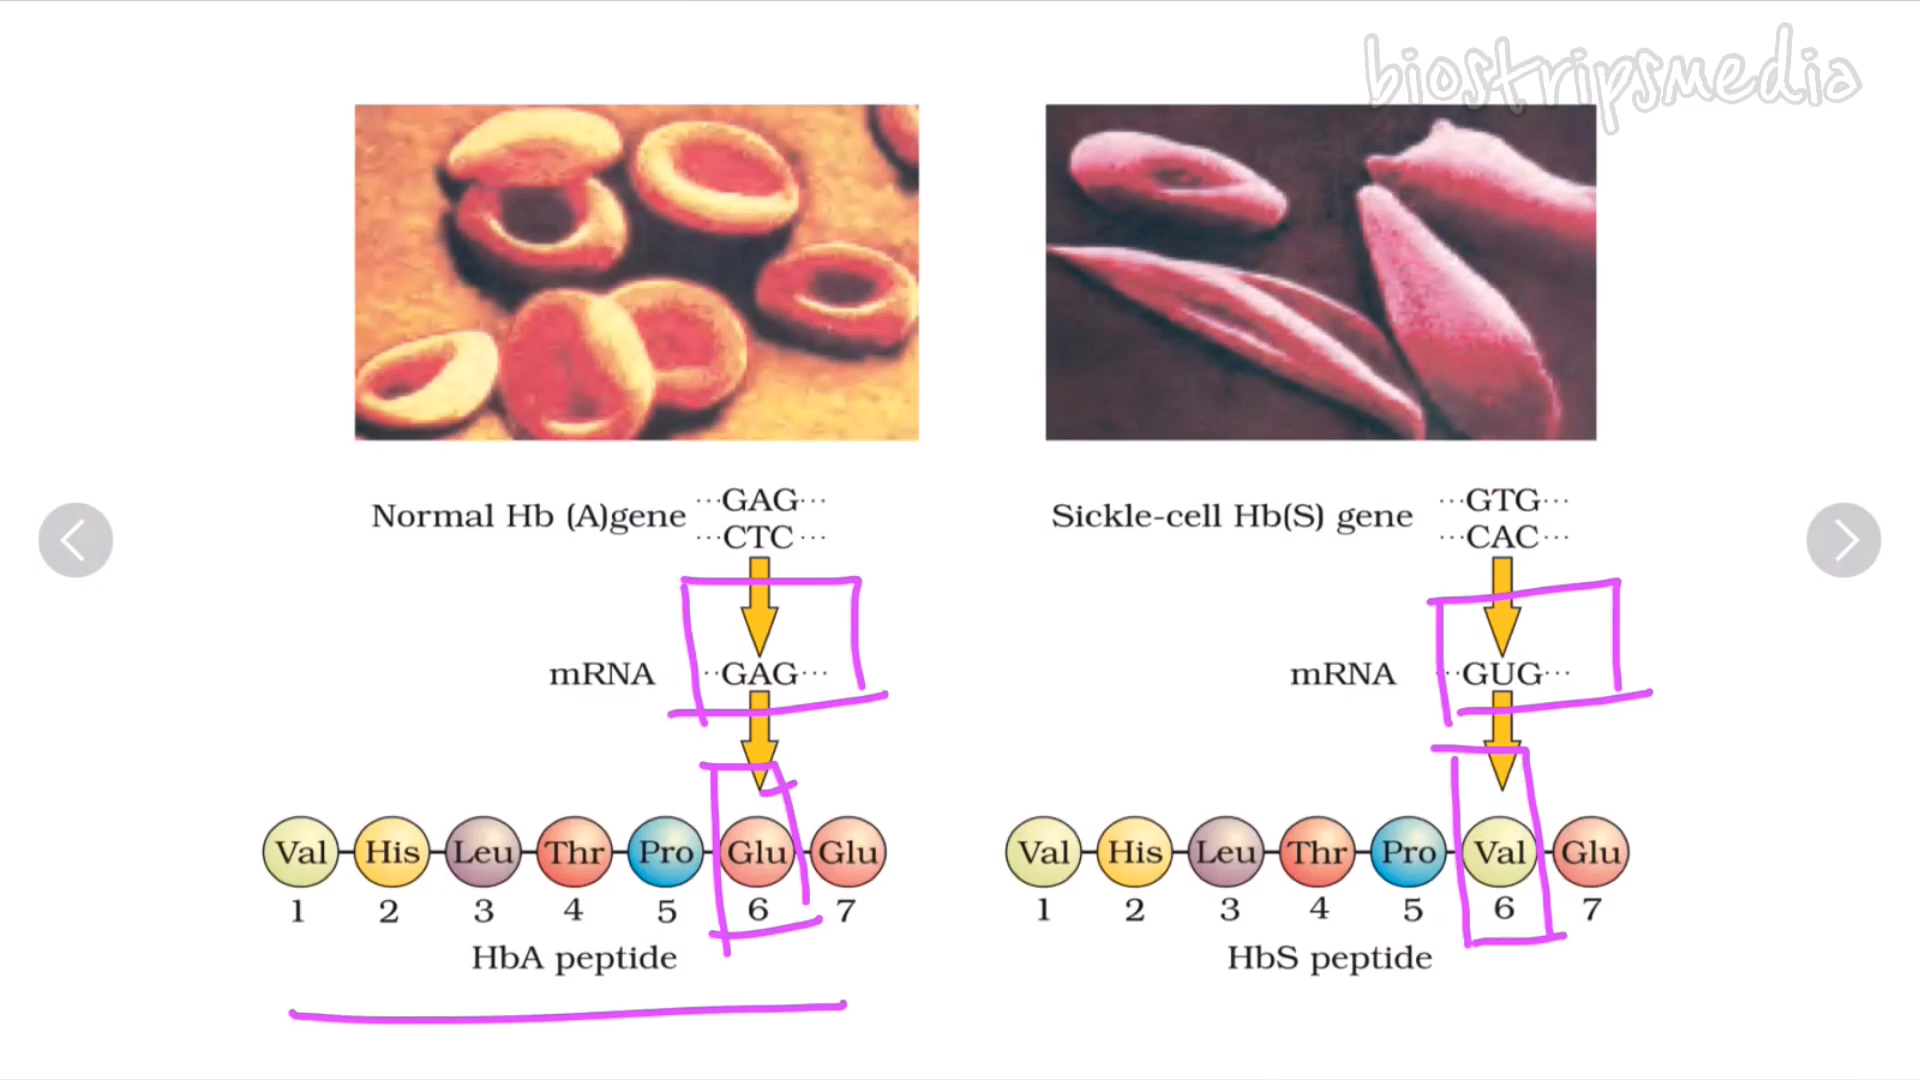 biostripsmedia
Normal Hb (A)gene
···GAG···
···CTC···
mRNA
··GAG···
Val His Leu Thr Pro Glu Glu
1 2 3 4 5 6 7
HbA peptide
Sickle-cell Hb(S) gene
···GTG···
···CAC···
mRNA
···GUG···
Val His Leu Thr Pro Val Glu
1 2 3 4 5 6 7
HbS peptide